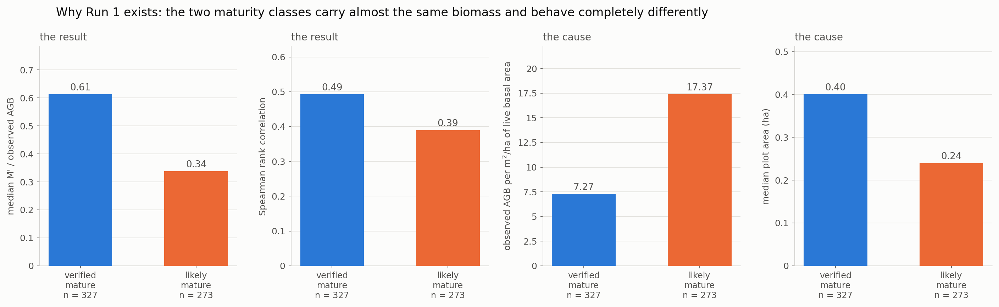 Why Run 1 exists: the two maturity classes carry almost the same biomass and behave completely differently
the result
median M' / observed AGB
0.7
0.6
0.5
0.4
0.3
0.2
0.1
0
0.61
0.34
verified
mature
n = 327
likely
mature
n = 273
the result
Spearman rank correlation
0.6
0.5
0.4
0.3
0.2
0.1
0
0.49
0.39
verified
mature
n = 327
likely
mature
n = 273
the cause
observed AGB per m²/ha of live basal area
20
17.5
15
12.5
10
7.5
5
2.5
0
7.27
17.37
verified
mature
n = 327
likely
mature
n = 273
the cause
median plot area (ha)
0.5
0.4
0.3
0.2
0.1
0
0.40
0.24
verified
mature
n = 327
likely
mature
n = 273